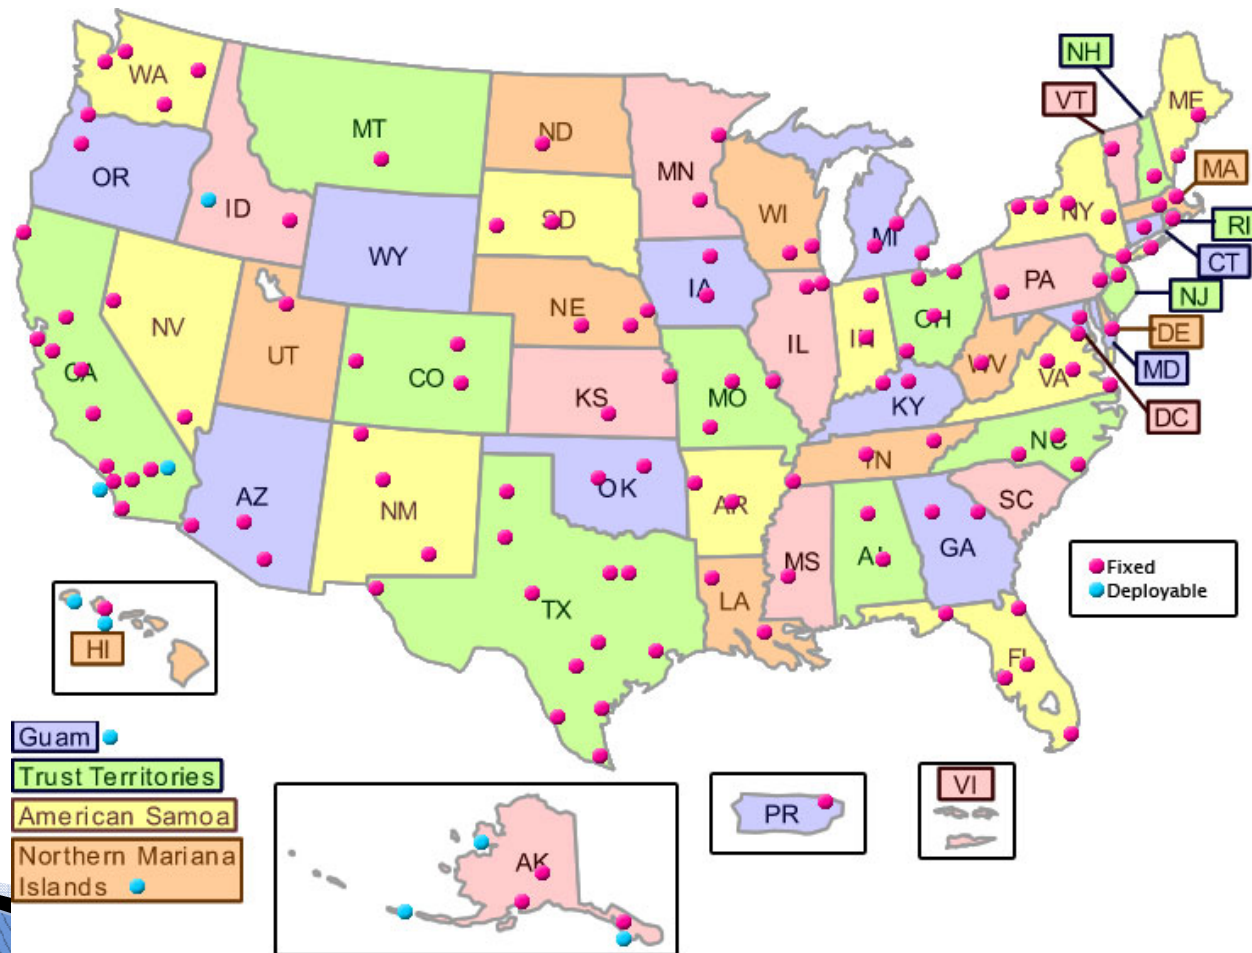 NH
VT
WA
ME
MT
ND
MN
OR
MA
ID
SD
WI
NY
RI
MI
WY
CT
PA
IA
NJ
NE
OH
NV
DE
IL
IN
UT
WV
CO
CA
VA
MD
KS
MO
KY
DC
NC
TN
OK
AZ
SC
AR
NM
GA
MS
AL
Fixed
Deployable
LA
TX
HI
FL
Guam
Trust Territories
VI
American Samoa
PR
Northern Mariana
Islands
AK